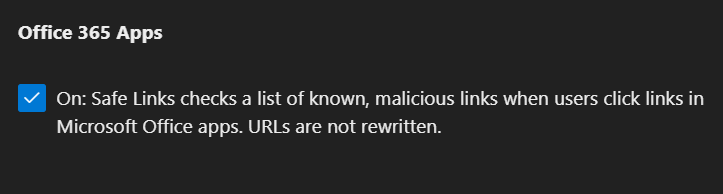 Office 365 Apps
On: Safe Links checks a list of known, malicious links when users click links in
Microsoft Office apps. URLs are not rewritten.